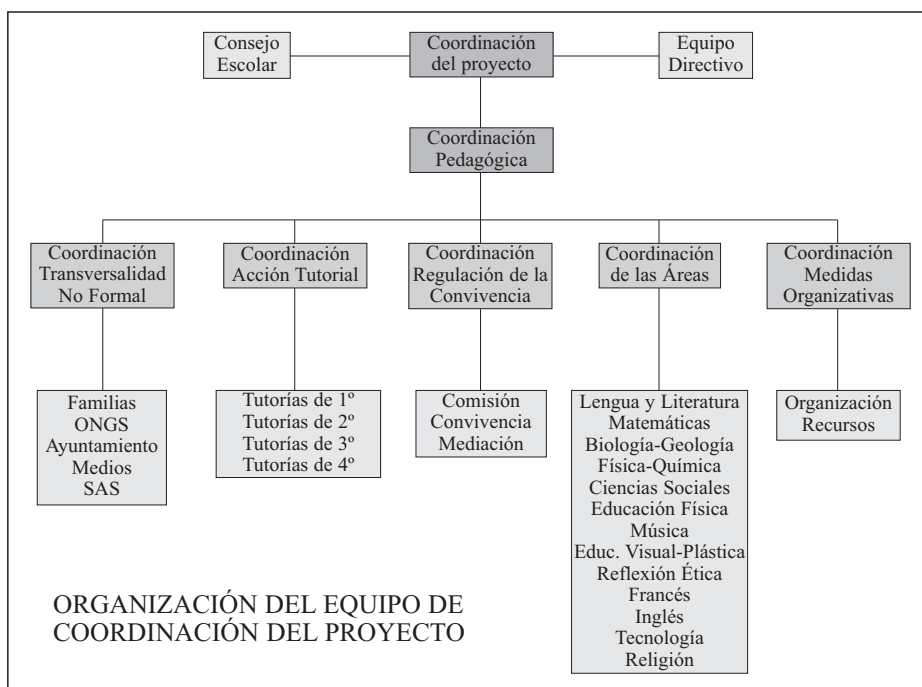 Consejo
Escolar
Coordinación
del proyecto
Equipo
Directivo
Coordinación
Pedagógica
Coordinación
Transversalidad
No Formal
Coordinación
Acción Tutorial
Coordinación
Regulación de la
Convivencia
Coordinación
de las Áreas
Coordinación
Medidas
Organizativas
Familias
ONGS
Ayuntamiento
Medios
SAS
Tutorías de 1º
Tutorías de 2º
Tutorías de 3º
Tutorías de 4º
Comisión
Convivencia
Mediación
Lengua y Literatura
Matemáticas
Biología-Geología
Física-Química
Ciencias Sociales
Educación Física
Música
Educ. Visual-Plástica
Reflexión Ética
Francés
Inglés
Tecnología
Religión
Organización
Recursos
ORGANIZACIÓN DEL EQUIPO DE
COORDINACIÓN DEL PROYECTO